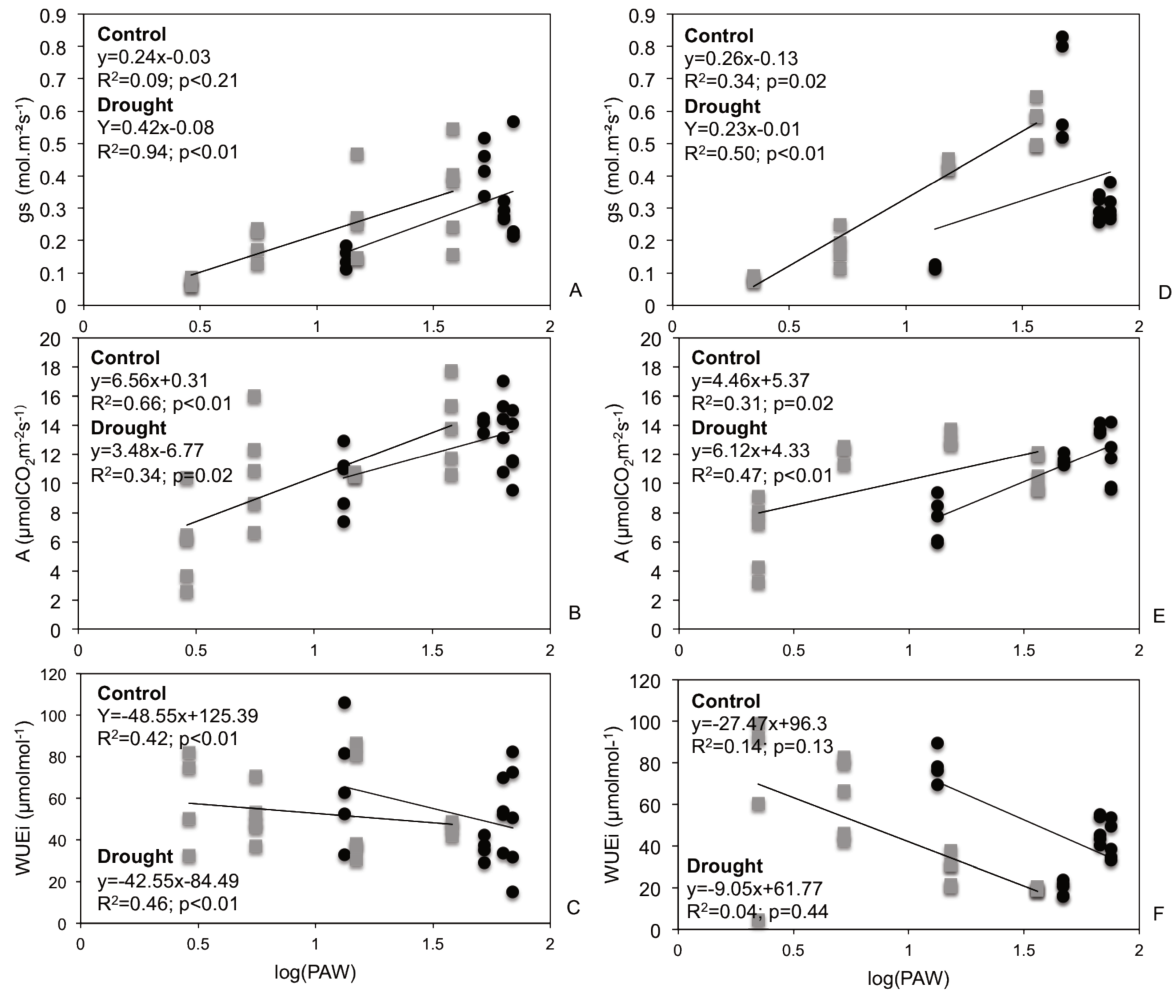 0.9
0.8
0.7
0.6
0.5
0.4
0.3
0.2
0.1
0
gs (mol.m⁻²s⁻¹)
Control
y=0.24x-0.03
R²=0.09; p<0.21
Drought
Y=0.42x-0.08
R²=0.94; p<0.01
0 0.5 1 1.5 2
A
0.9
0.8
0.7
0.6
0.5
0.4
0.3
0.2
0.1
0
gs (mol.m⁻²s⁻¹)
Control
y=0.26x-0.13
R²=0.34; p=0.02
Drought
Y=0.23x-0.01
R²=0.50; p<0.01
0 0.5 1 1.5 2
D
20
18
16
14
12
10
8
6
4
2
0
A (µmolCO₂m⁻²s⁻¹)
Control
y=6.56x+0.31
R²=0.66; p<0.01
Drought
y=3.48x-6.77
R²=0.34; p=0.02
0 0.5 1 1.5 2
B
20
18
16
14
12
10
8
6
4
2
0
A (µmolCO₂m⁻²s⁻¹)
Control
y=4.46x+5.37
R²=0.31; p=0.02
Drought
y=6.12x+4.33
R²=0.47; p<0.01
0 0.5 1 1.5 2
E
120
100
80
60
40
20
0
WUEi (µmolmol⁻¹)
Control
Y=-48.55x+125.39
R²=0.42; p<0.01
Drought
y=-42.55x-84.49
R²=0.46; p<0.01
0 0.5 1 1.5 2
log(PAW)
C
120
100
80
60
40
20
0
WUEi (µmolmol-¹)
Control
y=-27.47x+96.3
R²=0.14; p=0.13
Drought
y=-9.05x+61.77
R²=0.04; p=0.44
0 0.5 1 1.5 2
log(PAW)
F